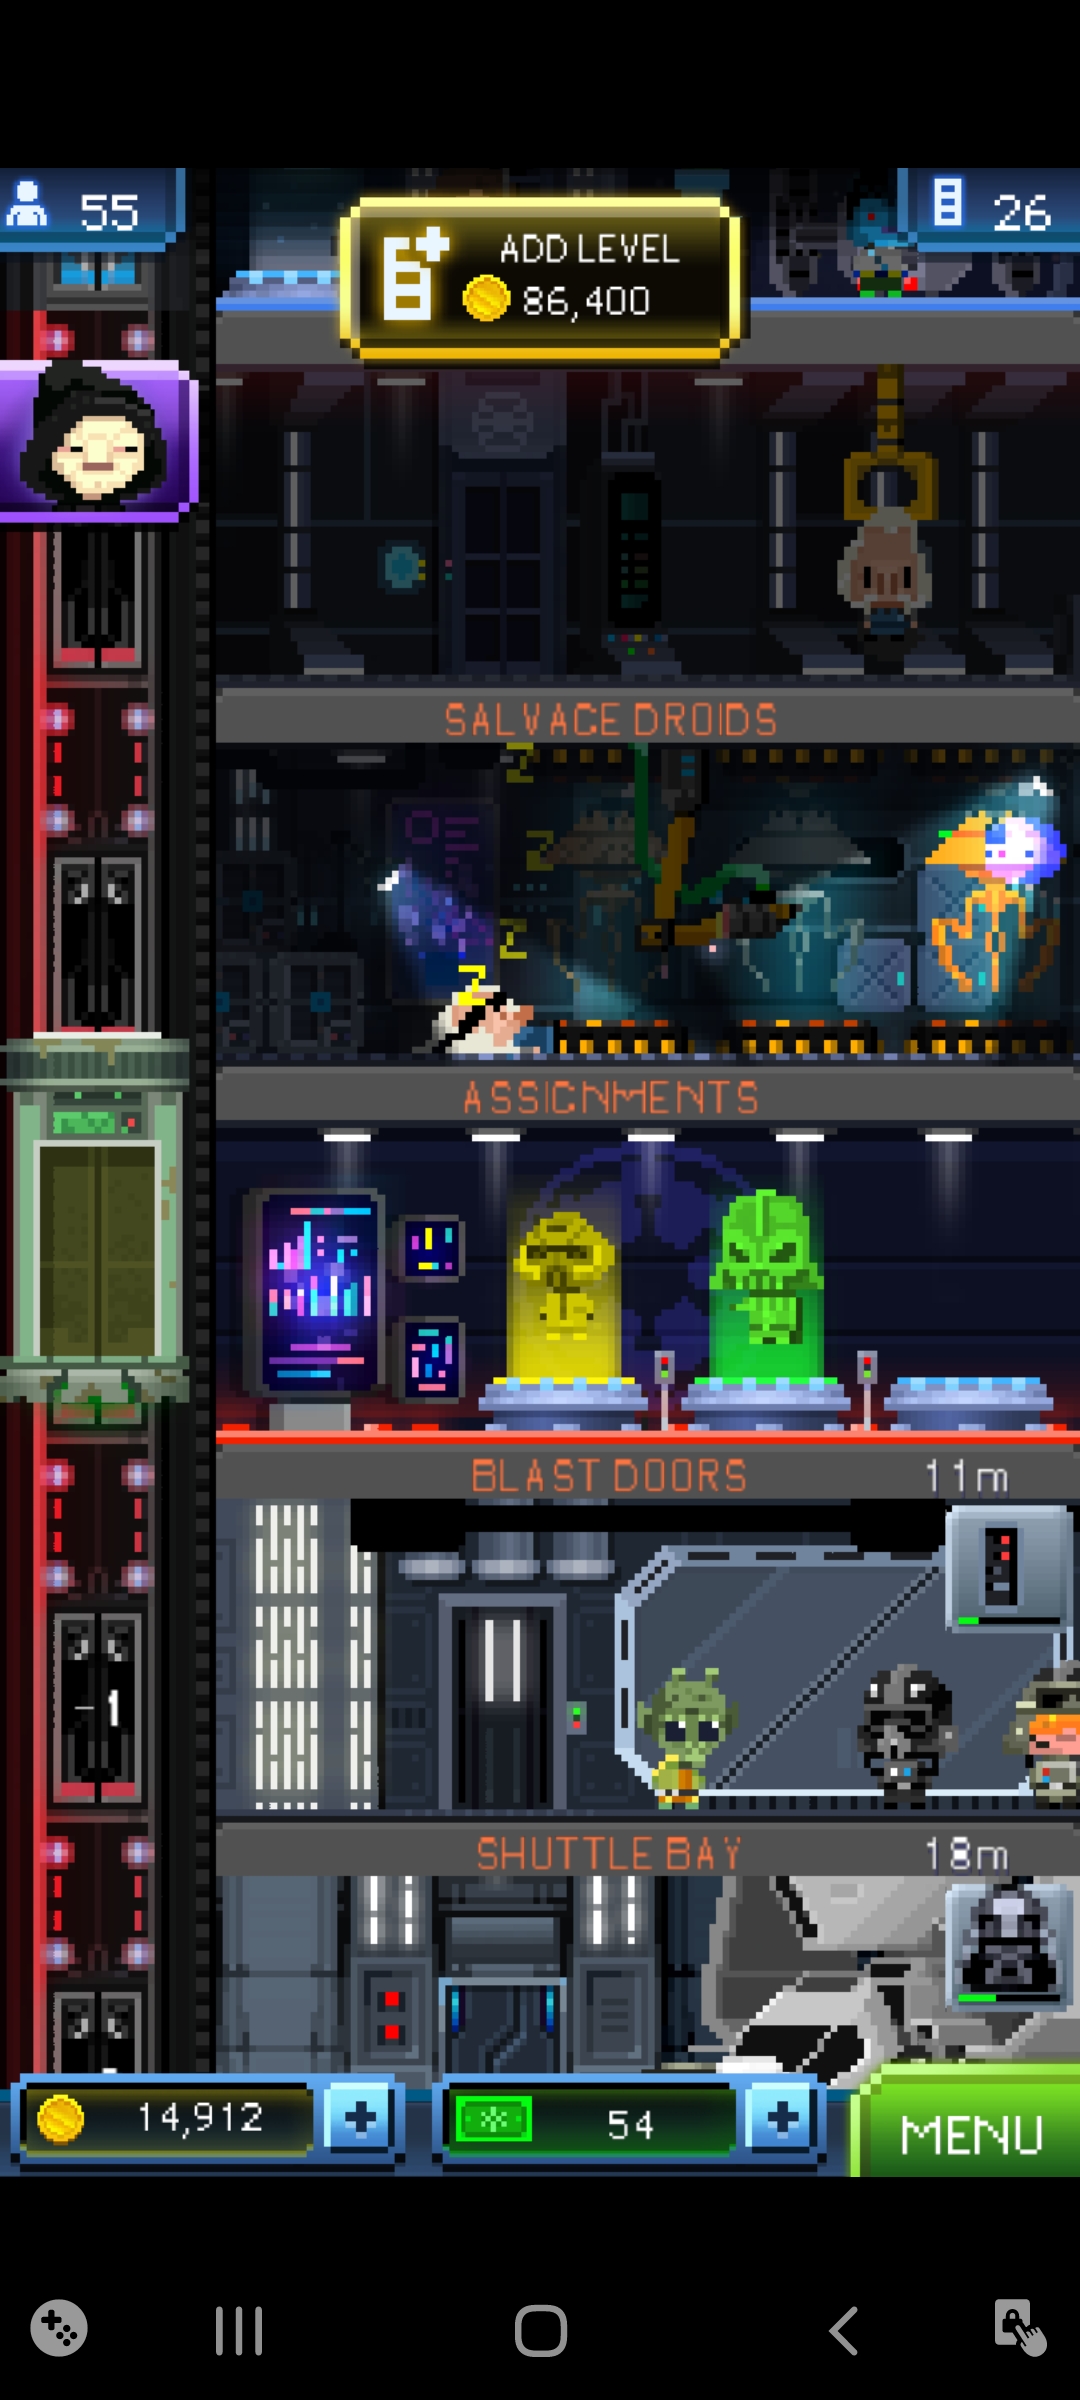 55
26
ADD LEVEL
86,400
SALVAGE DROIDS
Z
Z
Z
Z
ASSIGNMENTS
BLAST DOORS 11m
-1
SHUTTLE BAY 18m
14,912
54
MENU